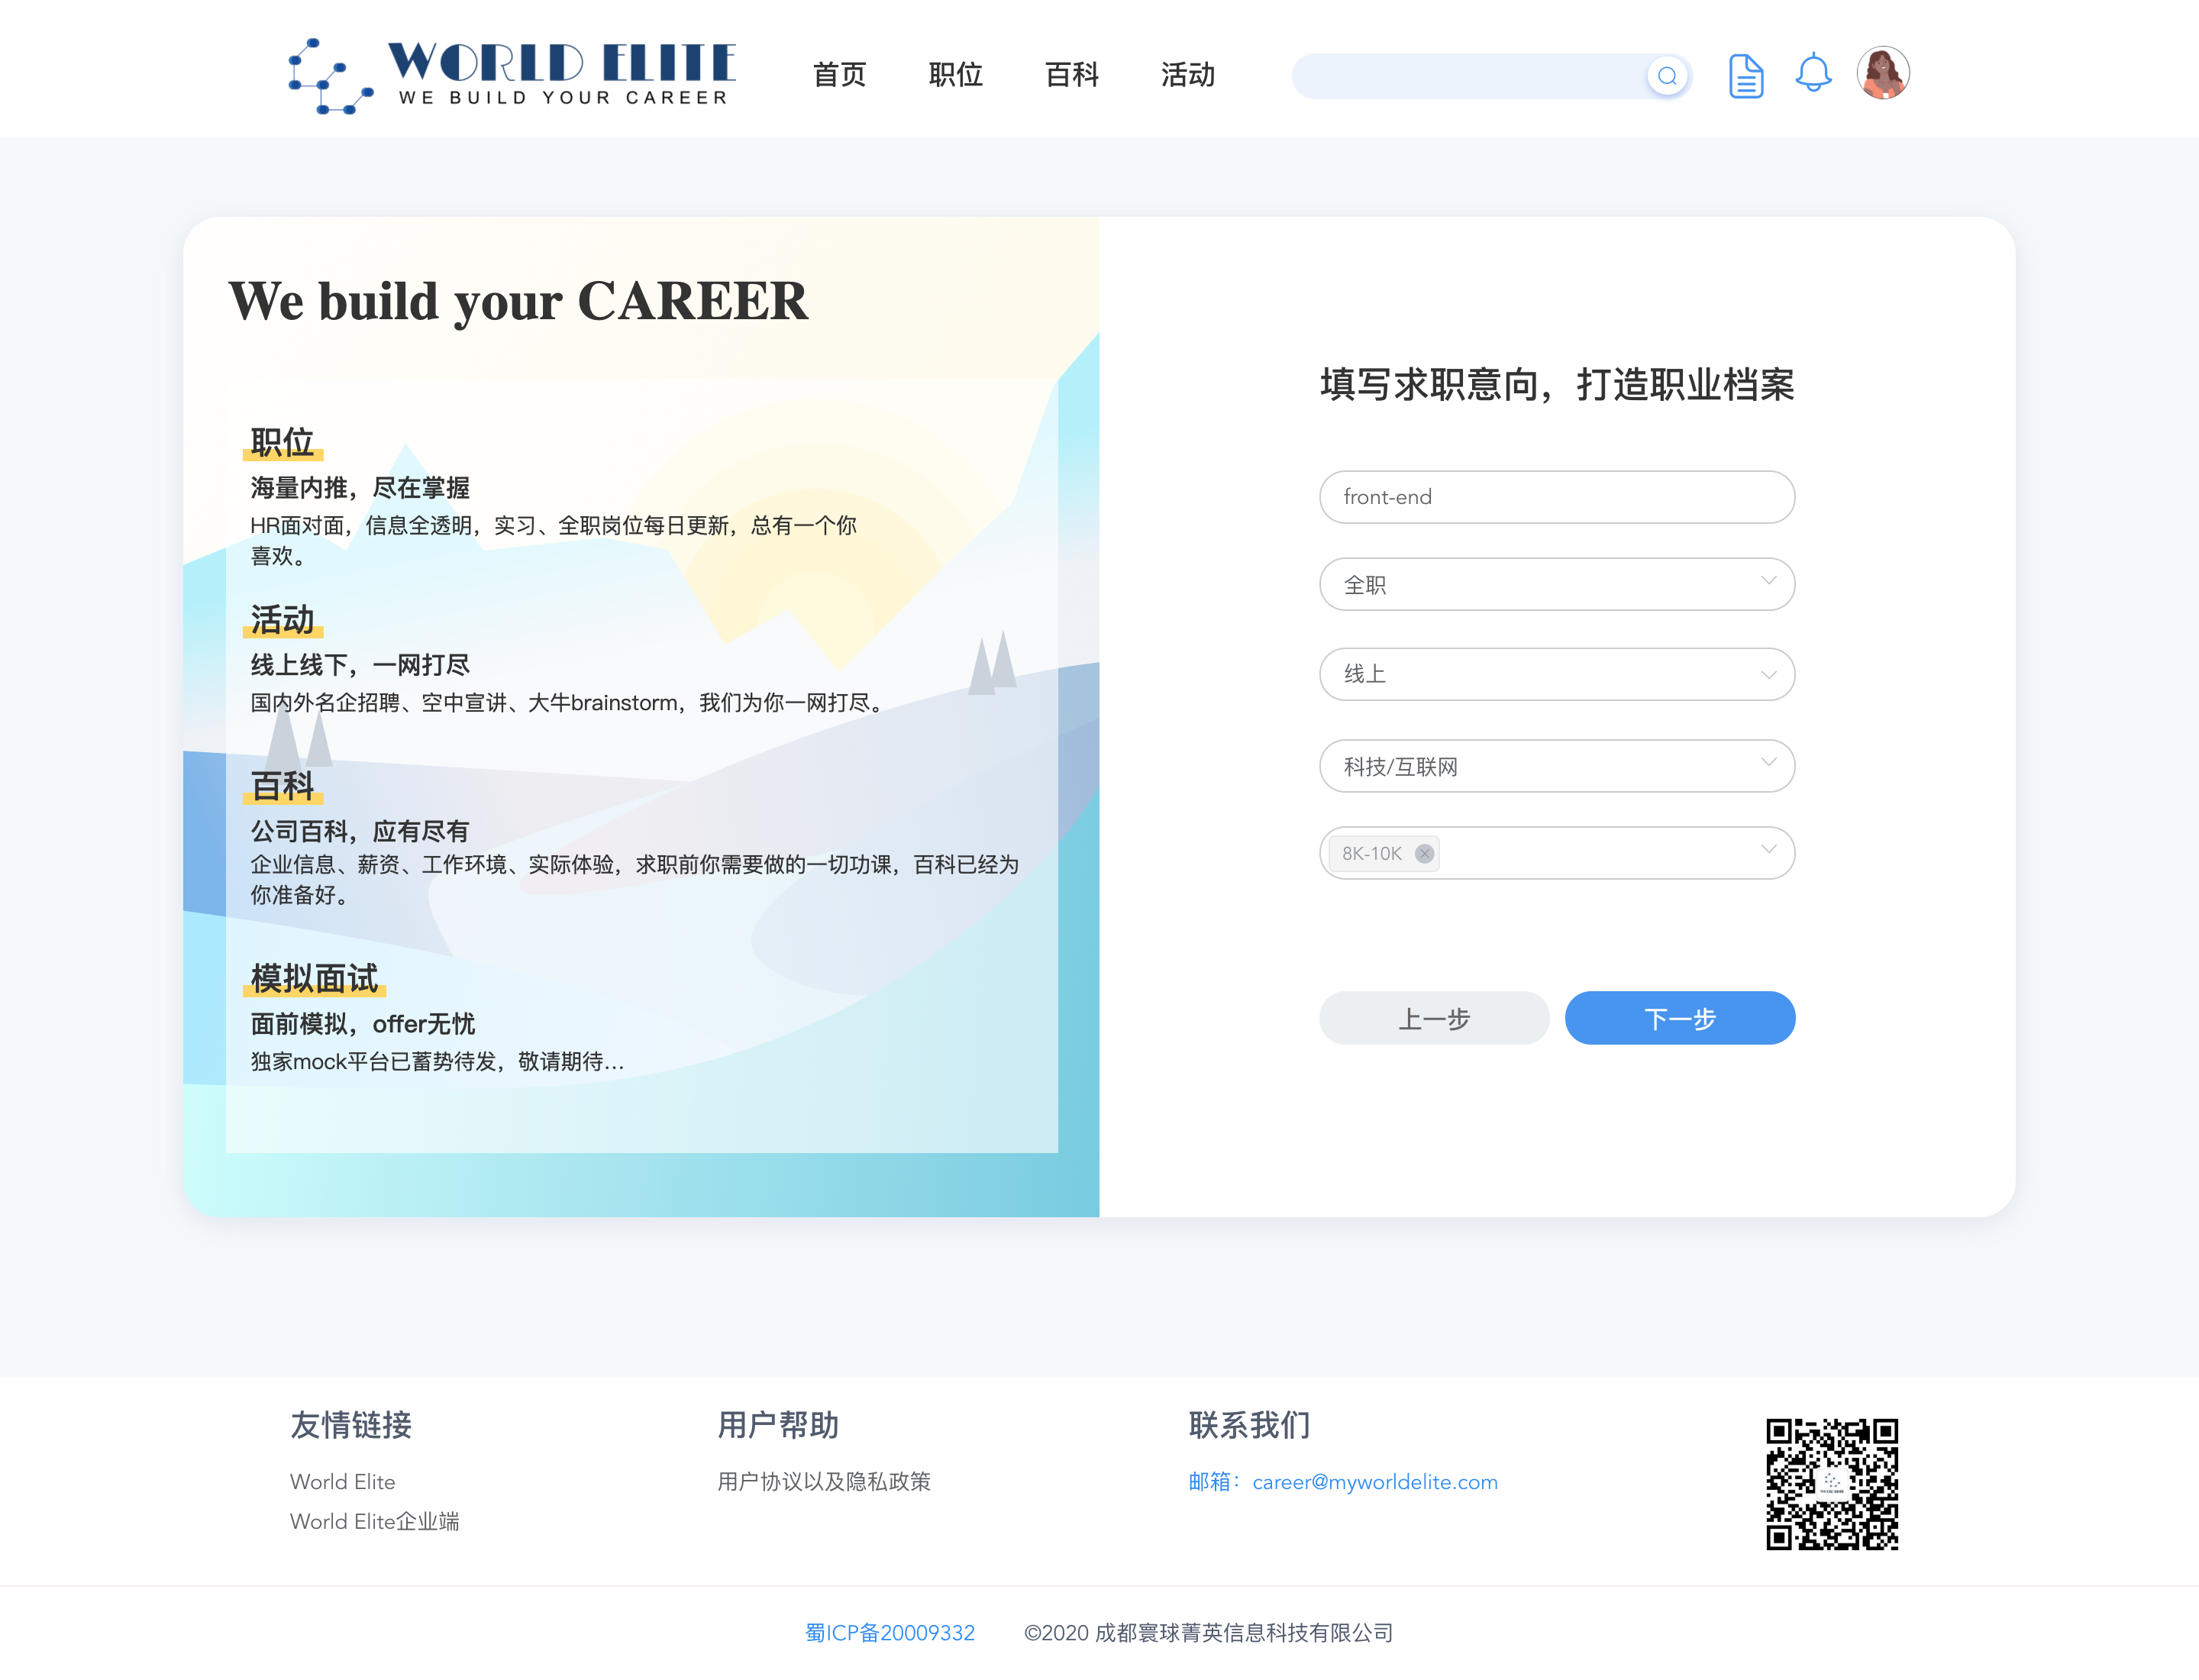 WORLD ELITE
WE BUILD YOUR CAREER
首页 职位 百科 活动
We build your CAREER
职位
海量内推，尽在掌握
HR面对面，信息全透明，实习、全职岗位每日更新，总有一个你
喜欢。
活动
线上线下，一网打尽
国内外名企招聘、空中宣讲、大牛brainstorm，我们为你一网打尽。
百科
公司百科，应有尽有
企业信息、薪资、工作环境、实际体验，求职前你需要做的一切功课，百科已经为
你准备好。
模拟面试
面前模拟，offer无忧
独家mock平台已蓄势待发，敬请期待...
填写求职意向，打造职业档案
front-end
全职
线上
科技/互联网
8K-10K
上一步 下一步
友情链接
World Elite
World Elite企业端
用户帮助
用户协议以及隐私政策
联系我们
邮箱：career@myworldelite.com
蜀ICP备20009332 ©2020 成都寰球菁英信息科技有限公司